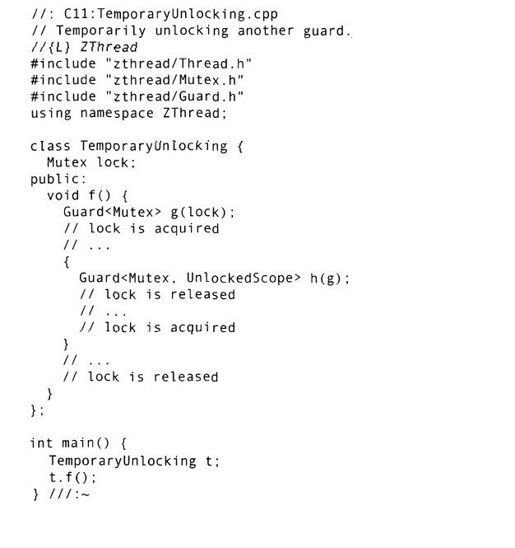 //: C11:TemporaryUnlocking.cpp
// Temporarily unlocking another guard.
//{L} ZThread
#include "zthread/Thread.h"
#include "zthread/Mutex.h"
#include "zthread/Guard.h"
using namespace ZThread;

class TemporaryUnlocking {
  Mutex lock;
public:
  void f() {
    Guard<Mutex> g(lock);
    // lock is acquired
    // ...
    {
      Guard<Mutex, UnlockedScope> h(g);
      // lock is released
      // ...
      // lock is acquired
    }
    // ...
    // lock is released
  }
};

int main() {
  TemporaryUnlocking t;
  t.f();
} ///:~